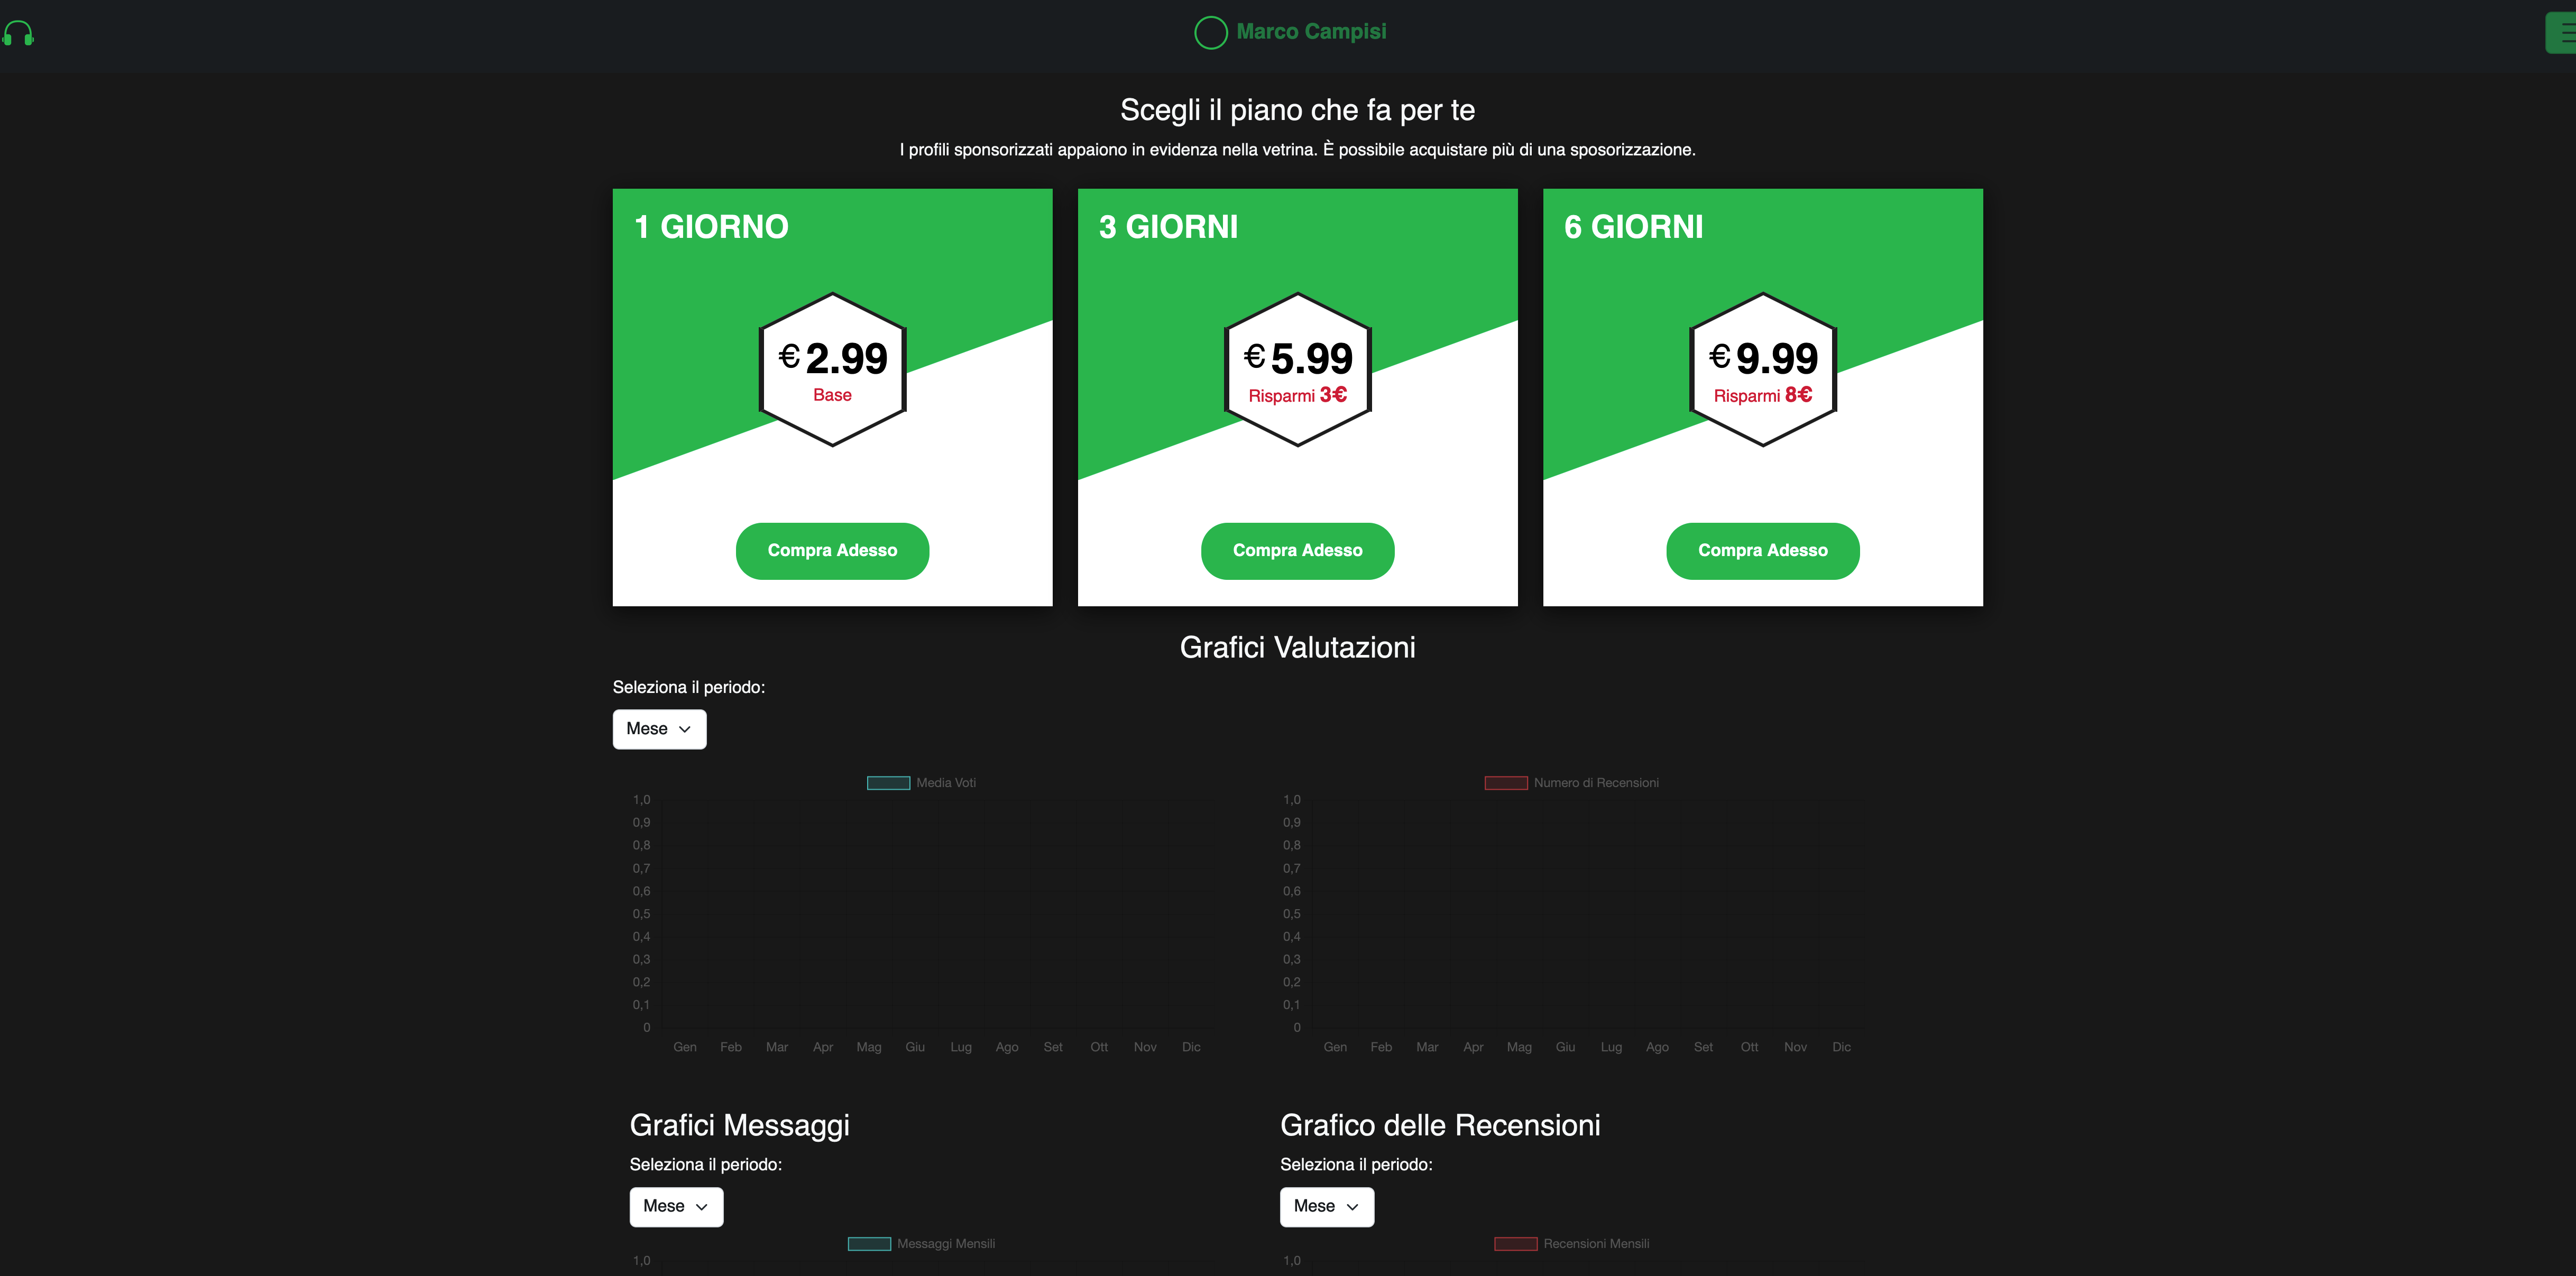 Marco Campisi
Scegli il piano che fa per te
I profili sponsorizzati appaiono in evidenza nella vetrina. È possibile acquistare più di una sposorizzazione.
1 GIORNO
€ 2.99
Base
Compra Adesso
3 GIORNI
€ 5.99
Risparmi 3€
Compra Adesso
6 GIORNI
€ 9.99
Risparmi 8€
Compra Adesso
Grafici Valutazioni
Seleziona il periodo:
Mese
Media Voti
1,0
0,9
0,8
0,7
0,6
0,5
0,4
0,3
0,2
0,1
0
Gen Feb Mar Apr Mag Giu Lug Ago Set Ott Nov Dic
Numero di Recensioni
1,0
0,9
0,8
0,7
0,6
0,5
0,4
0,3
0,2
0,1
0
Gen Feb Mar Apr Mag Giu Lug Ago Set Ott Nov Dic
Grafici Messaggi
Seleziona il periodo:
Mese
Messaggi Mensili
1,0
Grafico delle Recensioni
Seleziona il periodo:
Mese
Recensioni Mensili
1,0